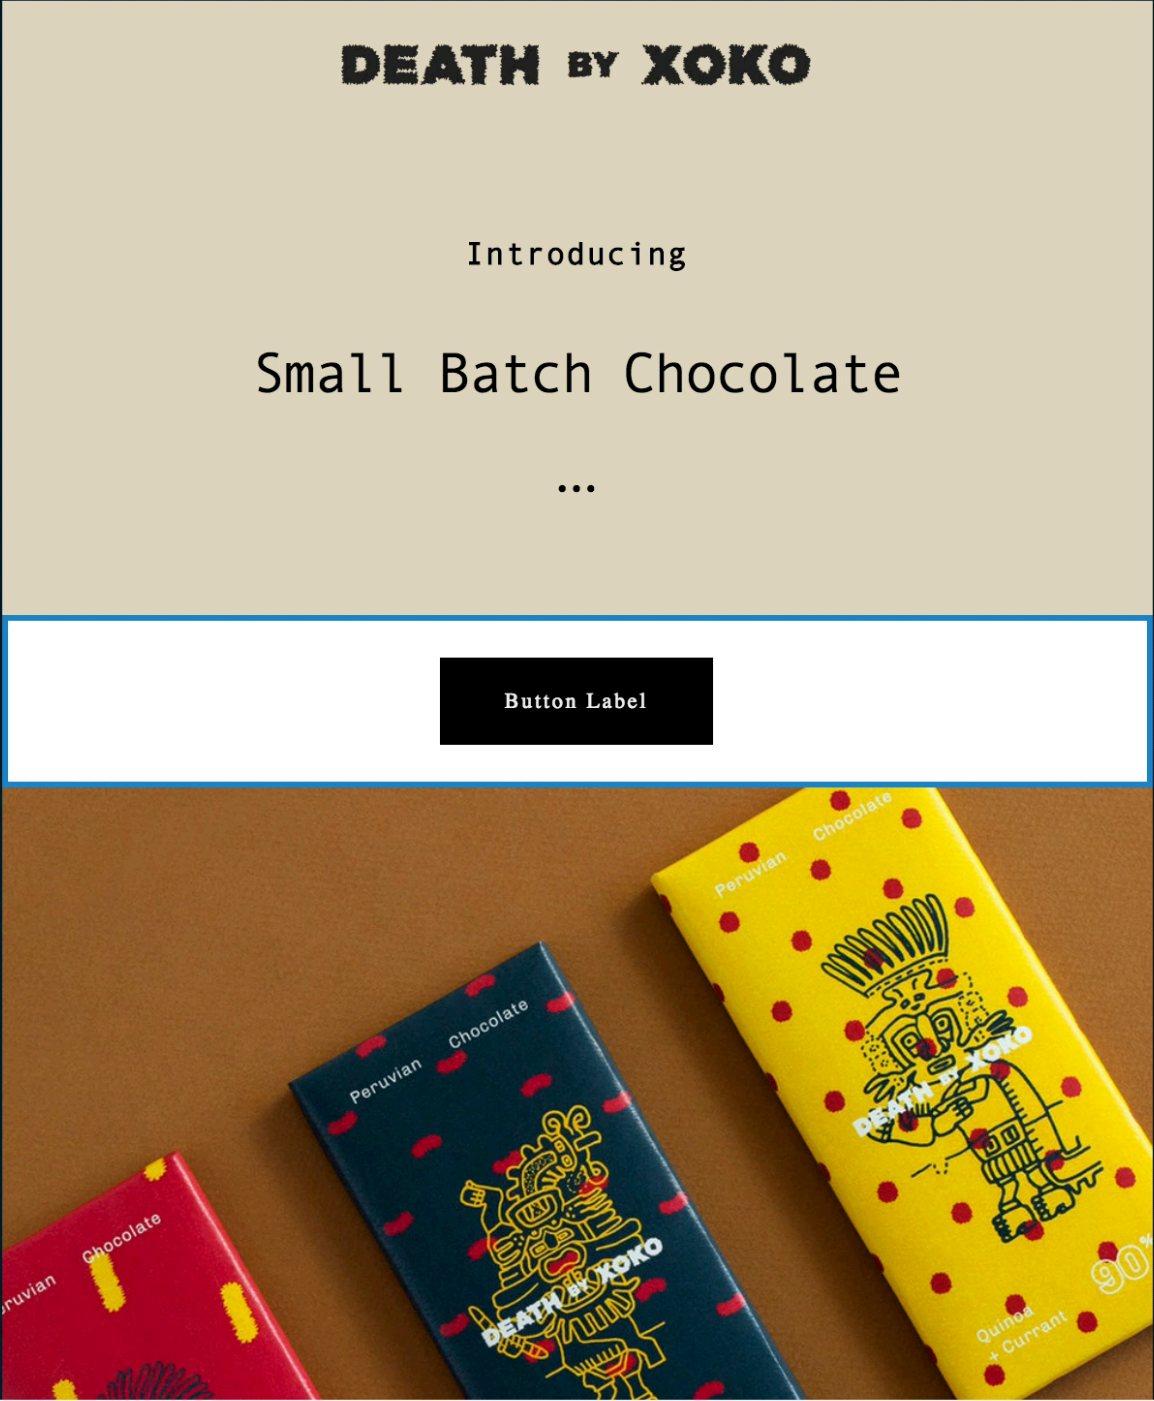 DEATH BY XOKO
Introducing
Small Batch Chocolate
...
Button Label
Peruvian Chocolate
DEATH BY XOKO
90%
Quinoa
+ Currant
Peruvian Chocolate
DEATH BY XOKO
Chocolate